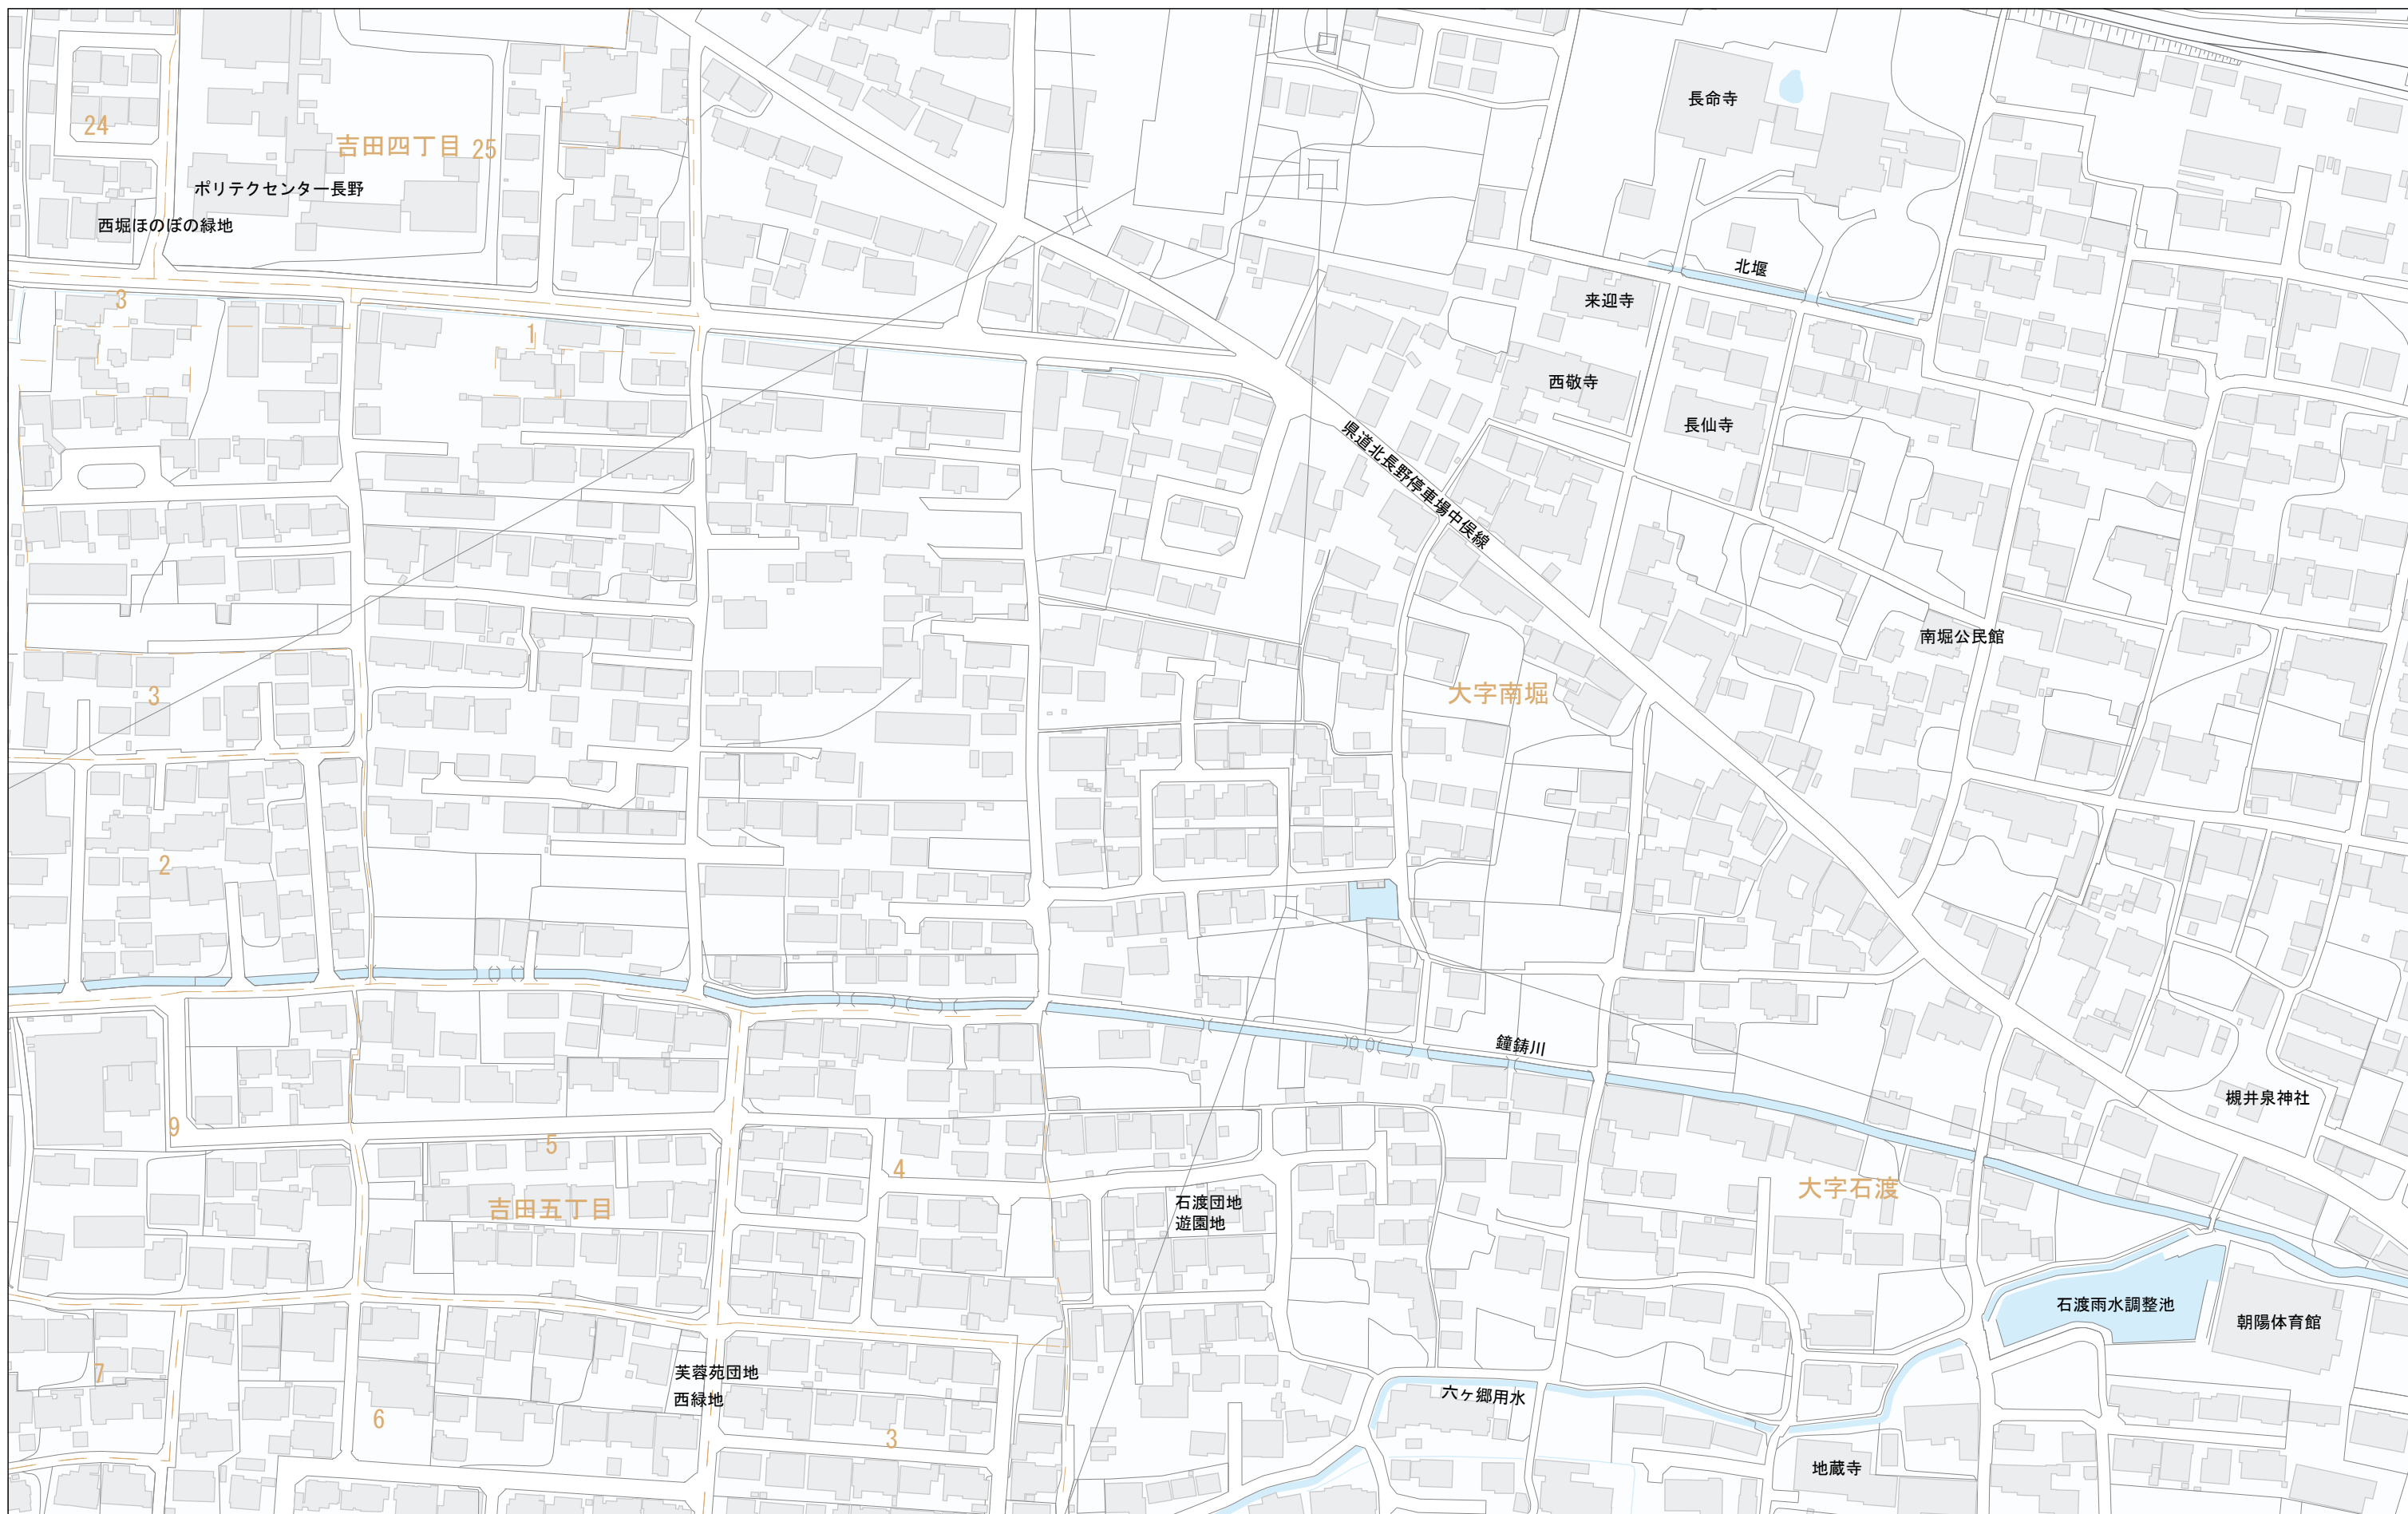 長命寺
24
吉田四丁目 25
ポリテクセンター長野
西堀ほのぼの緑地
北堰
3
来迎寺
1
西敬寺
長仙寺
県道北長野停車場中俣線
南堀公民館
3
大字南堀
2
鐘鋳川
槻井泉神社
9
5
4
大字石渡
石渡団地
遊園地
吉田五丁目
石渡雨水調整池
朝陽体育館
7
芙蓉苑団地
西緑地
六ヶ郷用水
6
3
地蔵寺